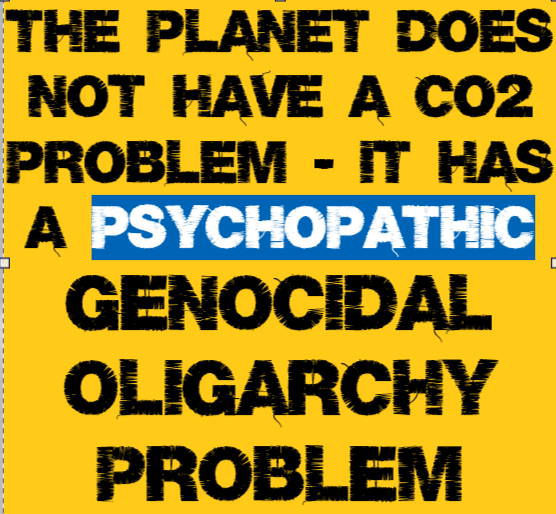 THE PLANET DOES
NOT HAVE A CO2
PROBLEM - IT HAS
A PSYCHOPATHIC
GENOCIDAL
OLIGARCHY
PROBLEM